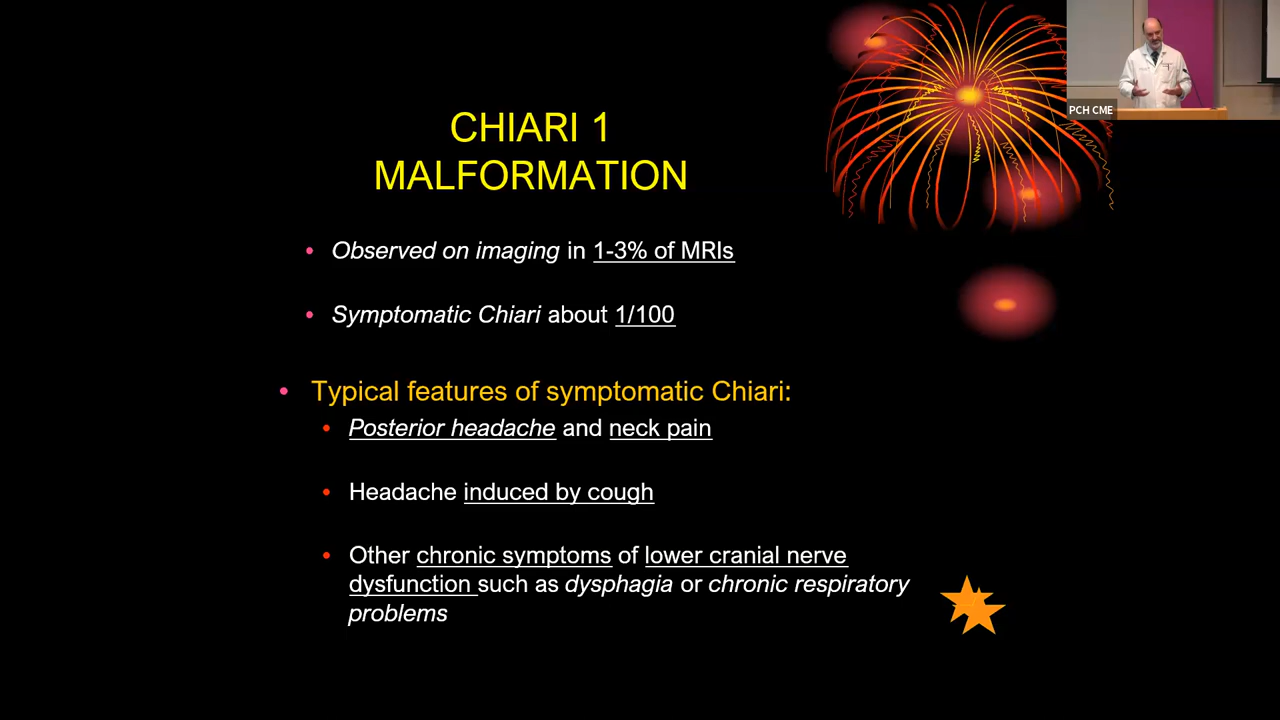 CHIARI 1
MALFORMATION
PCH CME
• Observed on imaging in 1-3% of MRIs
• Symptomatic Chiari about 1/100
• Typical features of symptomatic Chiari:
• Posterior headache and neck pain
• Headache induced by cough
• Other chronic symptoms of lower cranial nerve
dysfunction such as dysphagia or chronic respiratory
problems